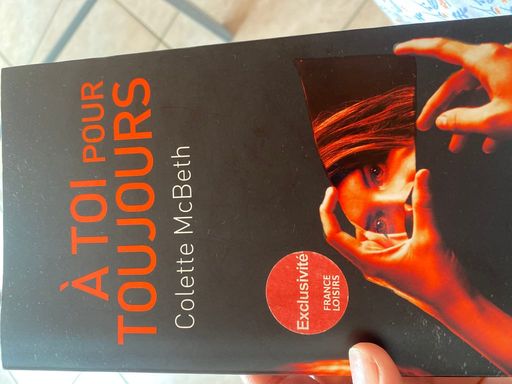 À TOI POUR
TOUJOURS
Colette McBeth
Exclusivité
FRANCE
LOISIRS